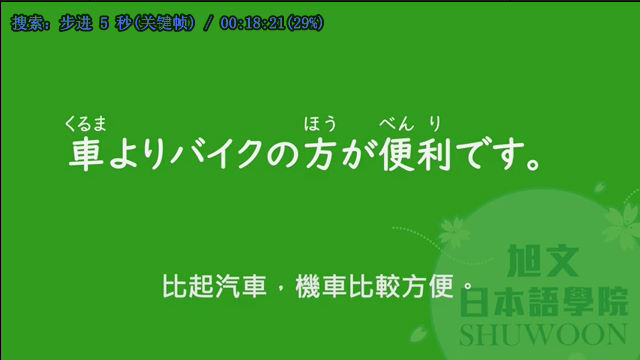 搜索: 步进 5 秒(关键帧) / 00:18:21(29%)
くるま ほう べん り
車よりバイクの方が便利です。
比起汽車，機車比較方便。
旭文
日本語學院
SHUWOON